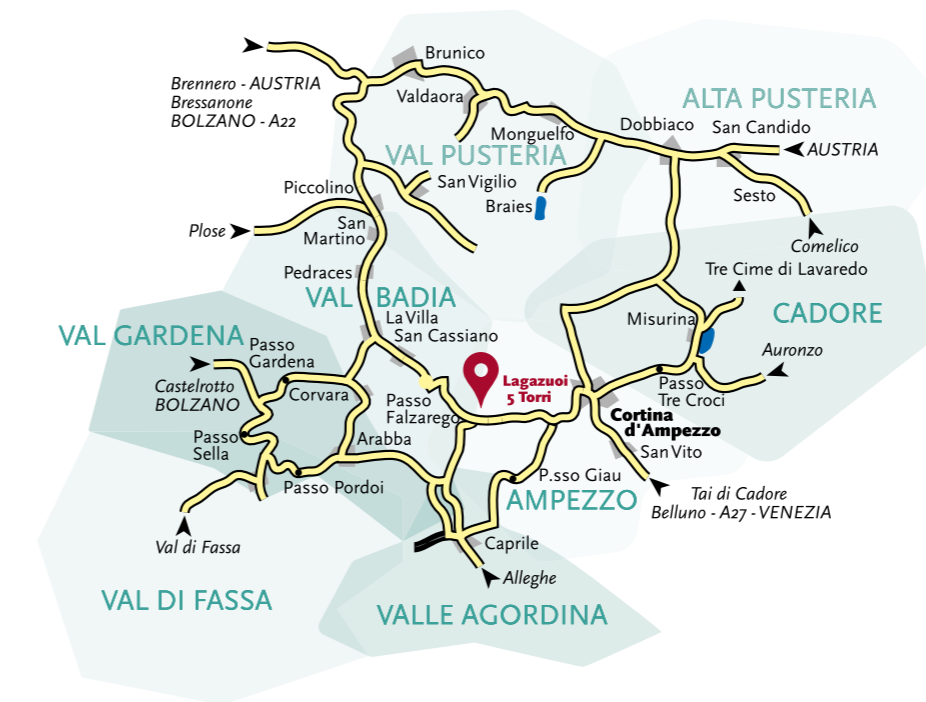 Brunico
Brennero - AUSTRIA
Bressanone
BOLZANO - A22
Valdaora
ALTA PUSTERIA
Monguelfo
Dobbiaco
San Candido
AUSTRIA
VAL PUSTERIA
San Vigilio
Piccolino
Braies
Sesto
Plose
San
Martino
Comelico
Pedraces
Tre Cime di Lavaredo
VAL BADIA
La Villa
San Cassiano
Misurina
CADORE
VAL GARDENA
Passo
Gardena
Auronzo
Castelrotto
BOLZANO
Corvara
Passo
Falzarego
Lagazuoi
5 Torri
Passo
Tre Croci
Cortina
d'Ampezzo
Passo
Sella
Arabba
San Vito
Passo Pordoi
P.sso Giau
AMPEZZO
Tai di Cadore
Belluno - A27 - VENEZIA
Val di Fassa
Caprile
Alleghe
VAL DI FASSA
VALLE AGORDINA